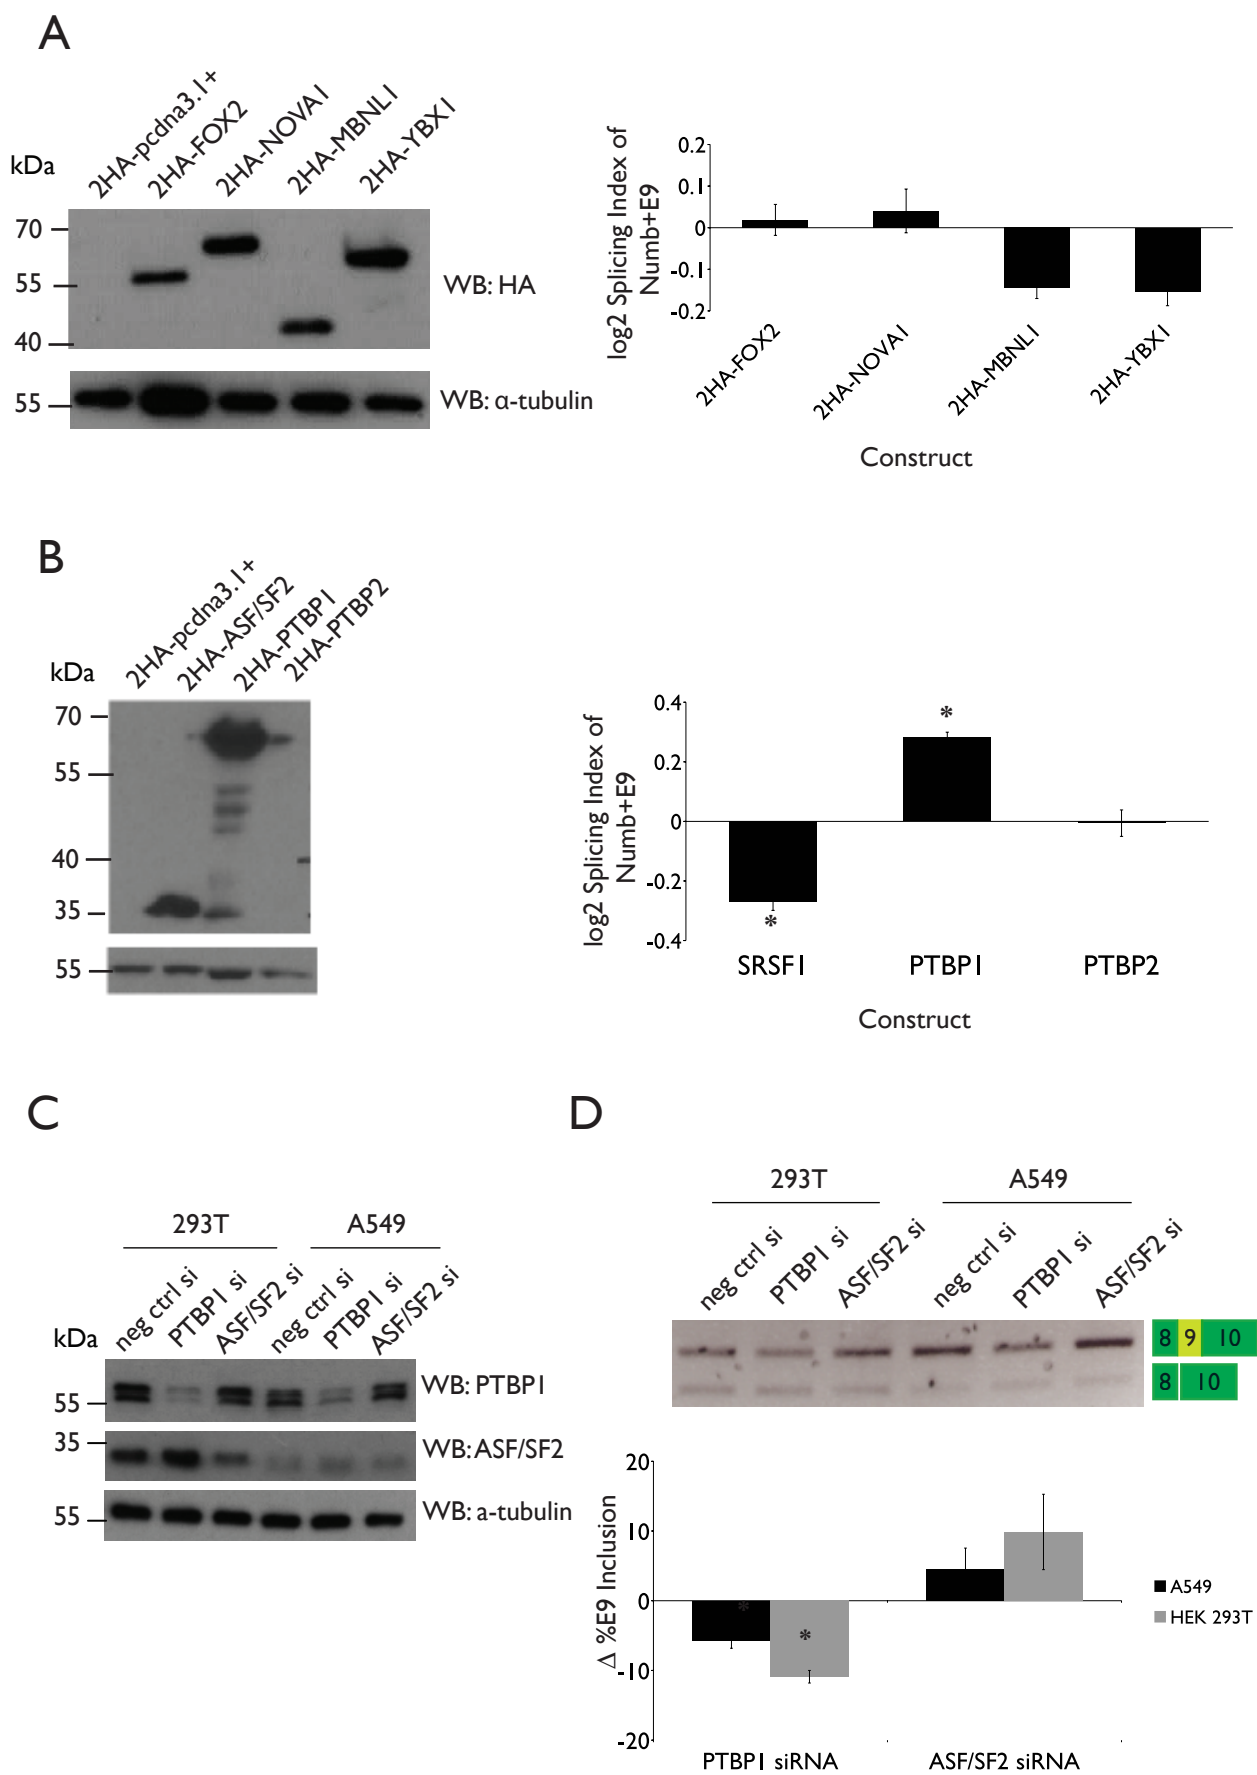 A
2HA-pcdna3.1+
2HA-FOX2
2HA-NOVA1
2HA-MBNL1
2HA-YBX1
kDa
70
55
40
WB: HA
55
WB: α-tubulin
log2 Splicing Index of
Numb+E9
0.2
0.1
0
-0.1
-0.2
2HA-FOX2
2HA-NOVA1
2HA-MBNL1
2HA-YBX1
Construct
B
2HA-pcdna3.1+
2HA-ASF/SF2
2HA-PTBP1
2HA-PTBP2
kDa
70
55
40
35
55
log2 Splicing Index of
Numb+E9
0.4
0.2
0
-0.2
-0.4
*
*
SRSF1
PTBP1
PTBP2
Construct
C
293T
A549
neg ctrl si
PTBP1 si
ASF/SF2 si
neg ctrl si
PTBP1 si
ASF/SF2 si
kDa
55
WB: PTBP1
35
WB: ASF/SF2
55
WB: a-tubulin
D
293T
A549
neg ctrl si
PTBP1 si
ASF/SF2 si
neg ctrl si
PTBP1 si
ASF/SF2 si
8 9 10
8 10
Δ %E9 Inclusion
20
10
0
-10
-20
*
*
A549
HEK 293T
PTBP1 siRNA
ASF/SF2 siRNA